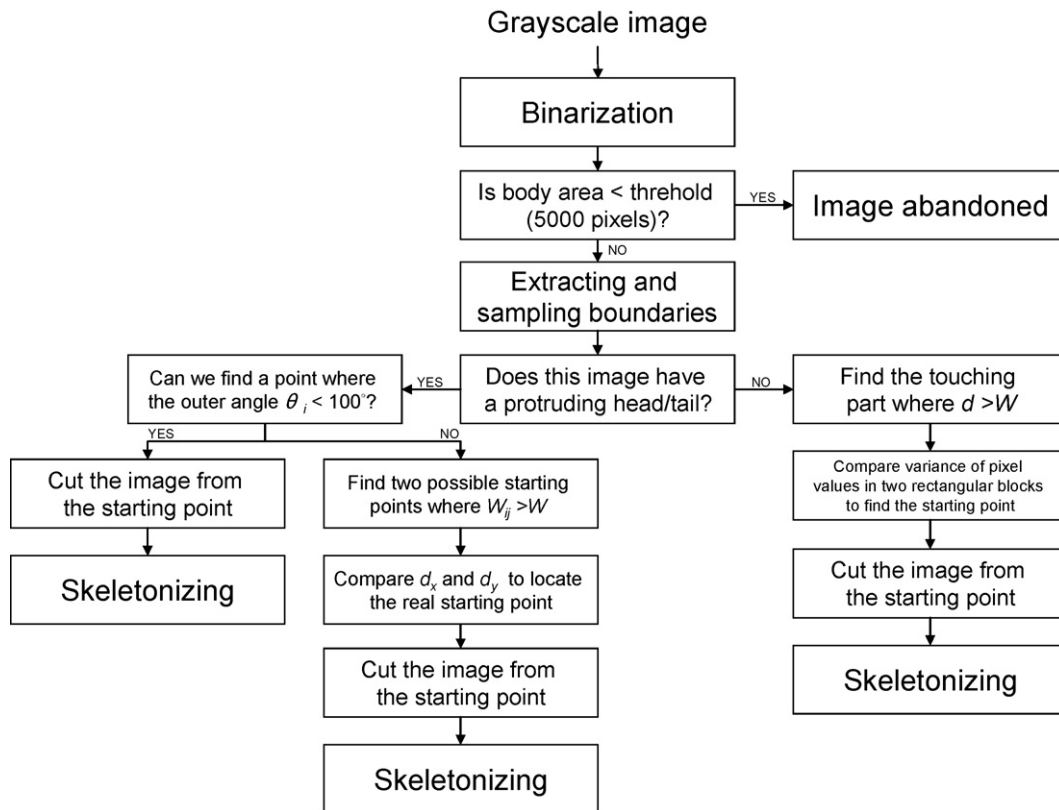 Grayscale image
Binarization
Is body area < threhold
(5000 pixels)?
YES
Image abandoned
NO
Extracting and
sampling boundaries
Does this image have
a protruding head/tail?
YES
Can we find a point where
the outer angle θ i < 100°?
YES
Cut the image from
the starting point
Skeletonizing
NO
Find two possible starting
points where Wij >W
Compare dx and dy to locate
the real starting point
Cut the image from
the starting point
Skeletonizing
NO
Find the touching
part where d >W
Compare variance of pixel
values in two rectangular blocks
to find the starting point
Cut the image from
the starting point
Skeletonizing